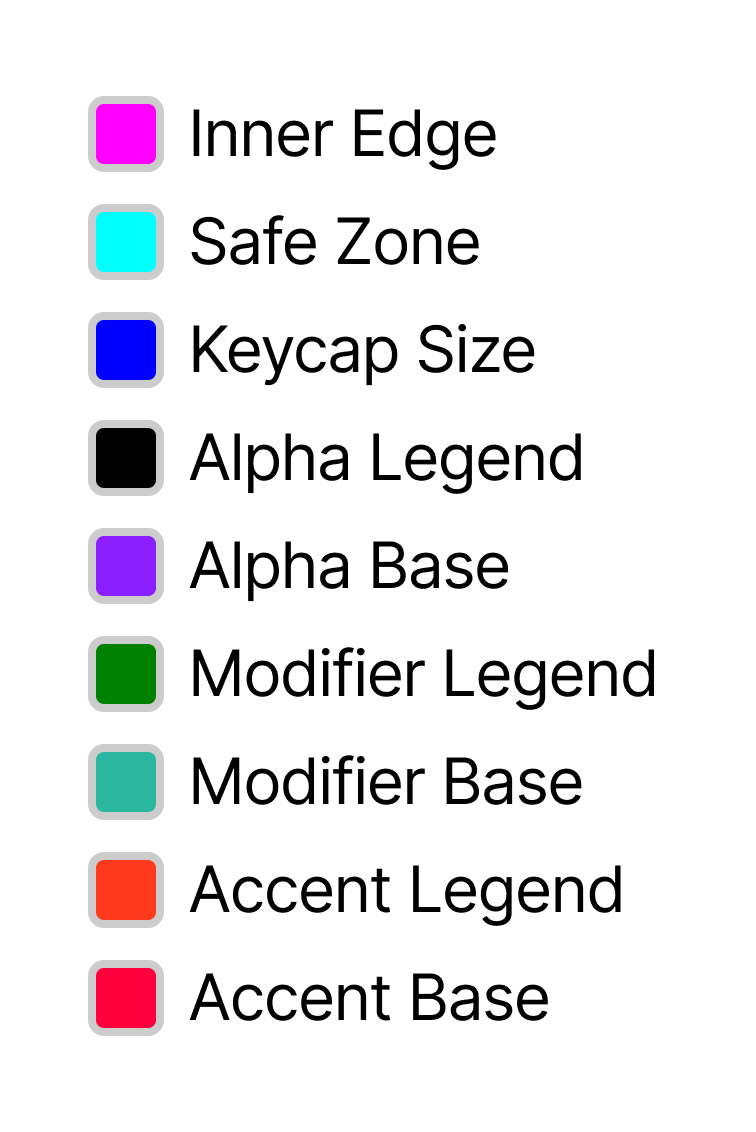 Inner Edge
Safe Zone
Keycap Size
Alpha Legend
Alpha Base
Modifier Legend
Modifier Base
Accent Legend
Accent Base